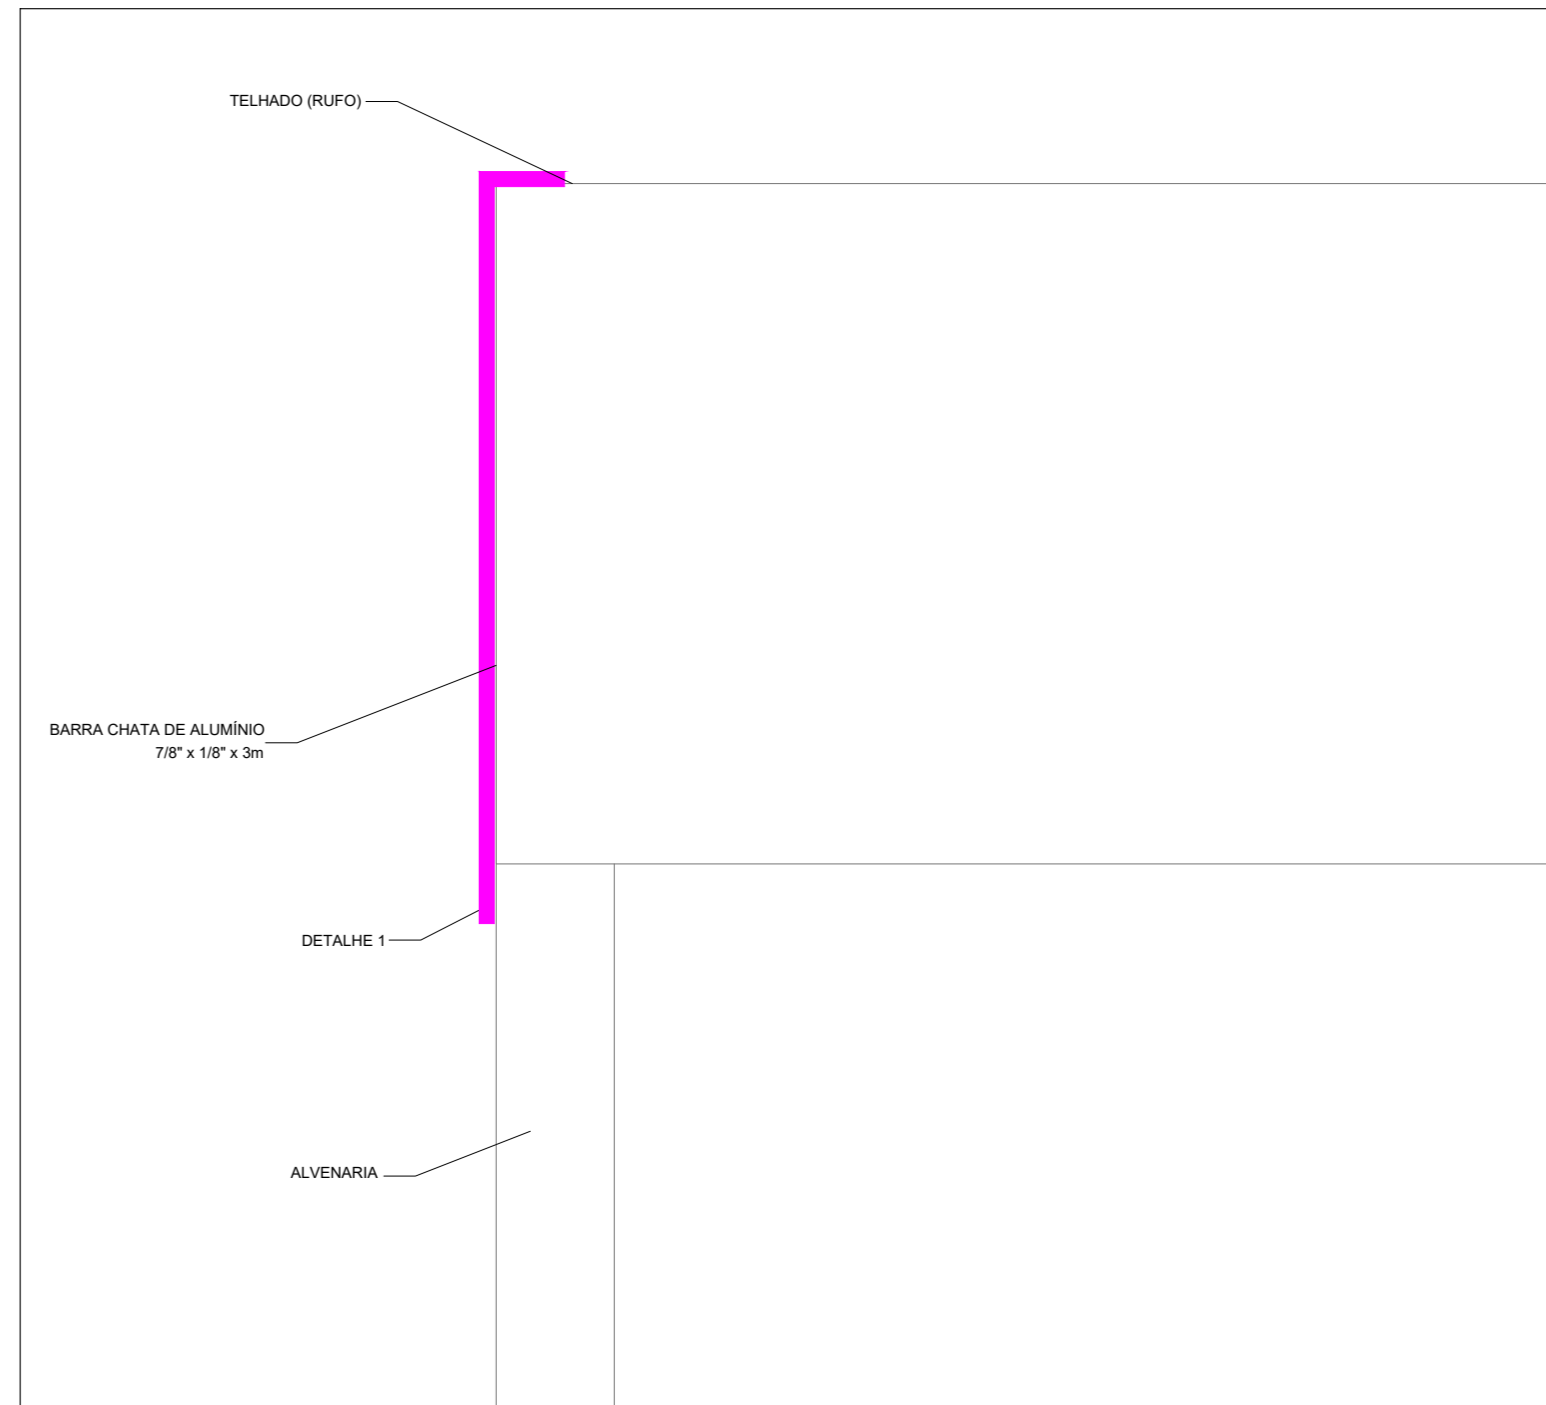 TELHADO (RUFO)
BARRA CHATA DE ALUMÍNIO
7/8" x 1/8" x 3m
DETALHE 1
ALVENARIA